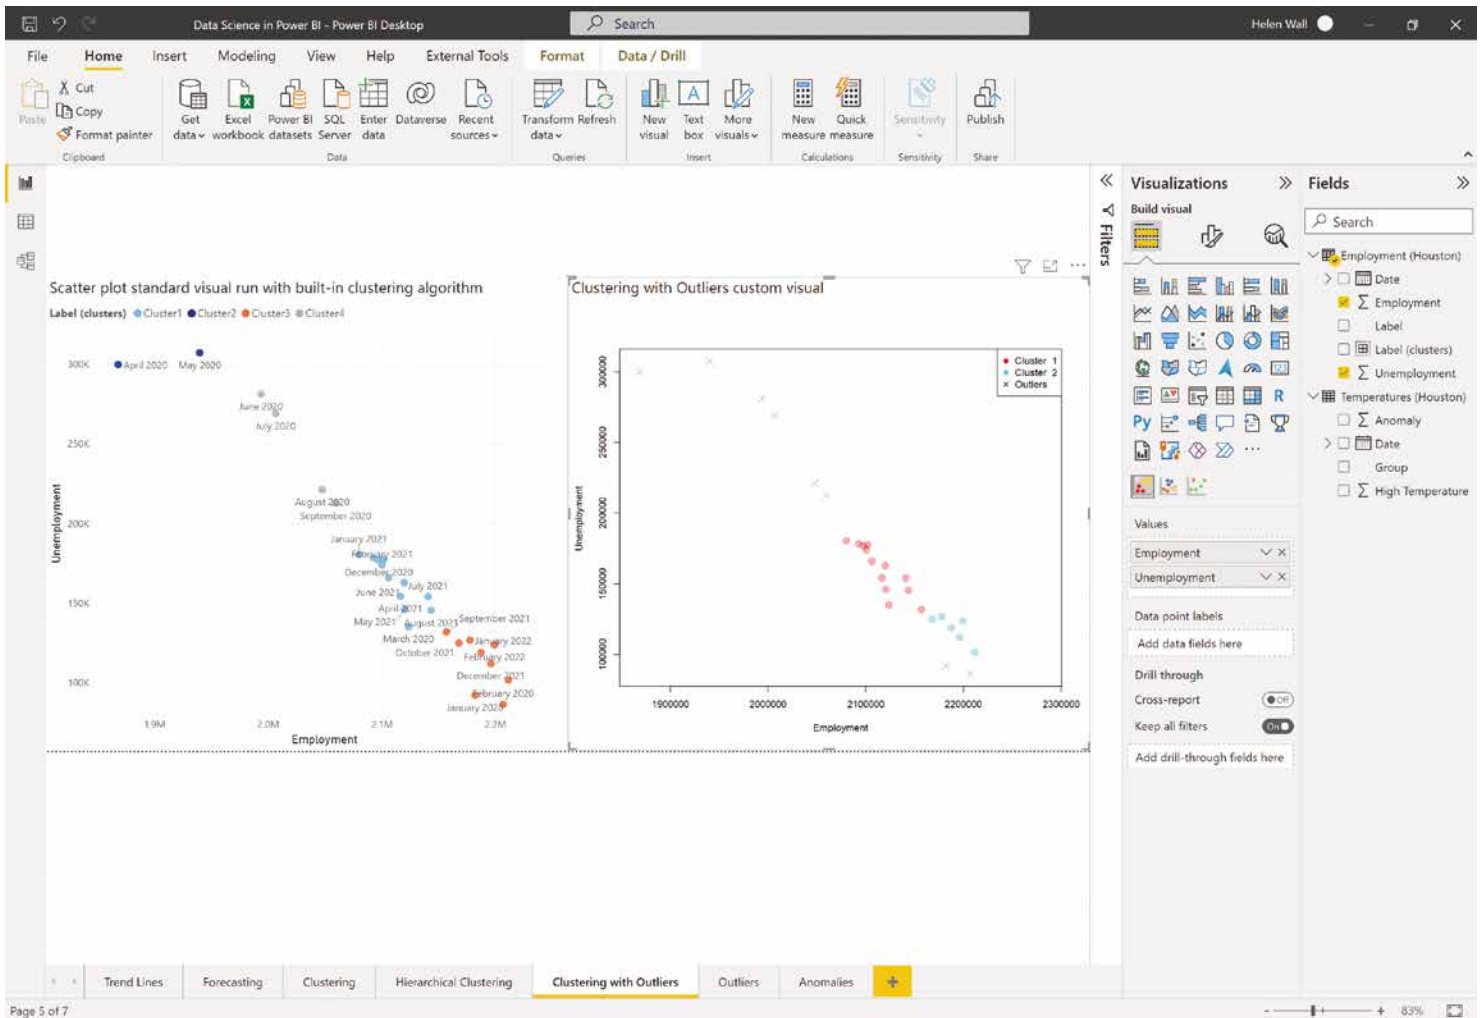 Data Science in Power BI - Power BI Desktop
Search
Helen Wall
File Home Insert Modeling View Help External Tools Format Data / Drill
Paste
Cut
Copy
Format painter
Clipboard
Get data
Excel workbook
Power BI datasets
SQL Server
Enter data
Dataverse
Recent sources
Data
Transform data
Refresh
Queries
New visual
Text box
More visuals
Insert
New measure
Quick measure
Calculations
Sensitivity
Sensitivity
Publish
Share
Scatter plot standard visual run with built-in clustering algorithm
Label (clusters) Cluster1 Cluster2 Cluster3 Cluster4
300K
250K
200K
150K
100K
Unemployment
April 2020
May 2020
June 2020
July 2020
August 2020
September 2020
January 2021
February 2021
December 2020
July 2021
June 2021
April 2021
May 2021
August 2021
September 2021
March 2020
January 2022
October 2021
February 2022
December 2021
February 2020
January 2020
1.9M 2.0M 2.1M 2.2M
Employment
Clustering with Outliers custom visual
Cluster 1
Cluster 2
Outliers
300000
250000
200000
150000
100000
Unemployment
1900000 2000000 2100000 2200000 2300000
Employment
Filters
Visualizations
Build visual
R
Py
123
Values
Employment
Unemployment
Data point labels
Add data fields here
Drill through
Cross-report
Off
Keep all filters
On
Add drill-through fields here
Fields
Search
Employment (Houston)
Date
Employment
Label
Label (clusters)
Unemployment
Temperatures (Houston)
Anomaly
Date
Group
High Temperature
Trend Lines Forecasting Clustering Hierarchical Clustering Clustering with Outliers Outliers Anomalies
Page 5 of 7
83%